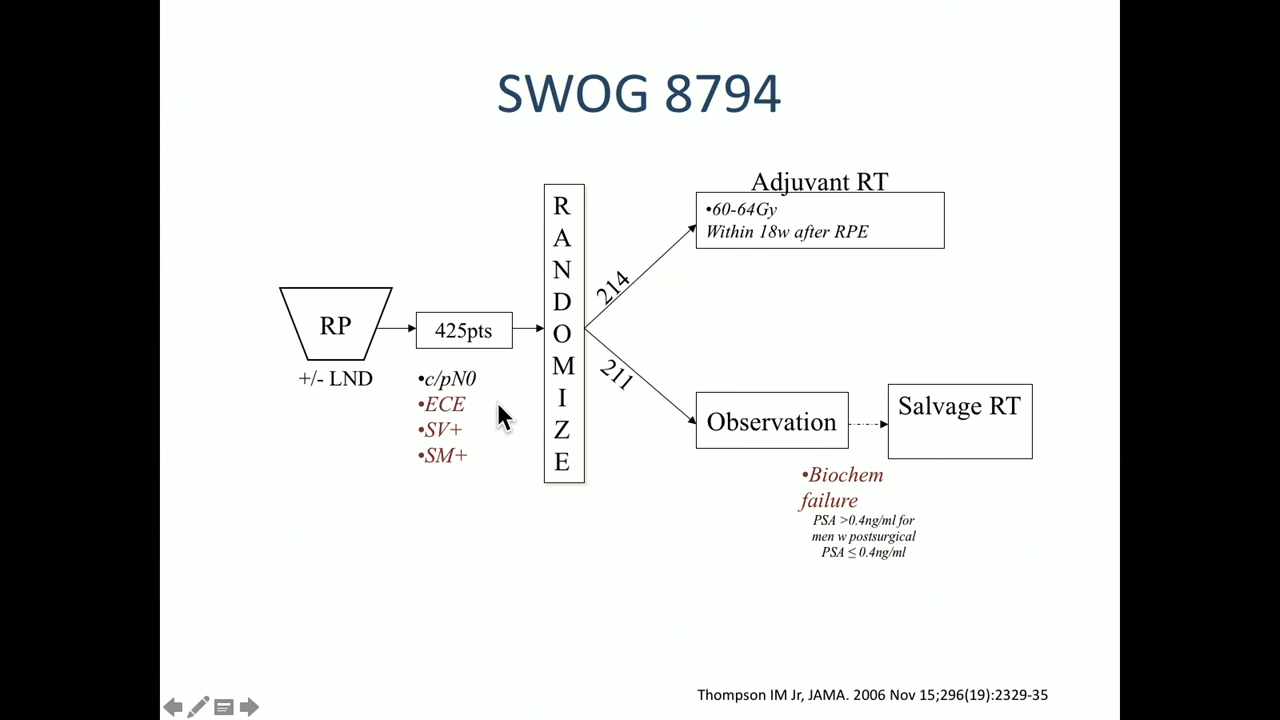 SWOG 8794
RP
+/- LND
425pts
•c/pN0
•ECE
•SV+
•SM+
R
A
N
D
O
M
I
Z
E
214
211
Adjuvant RT
•60-64Gy
Within 18w after RPE
Observation
Salvage RT
•Biochem
failure
PSA >0.4ng/ml for
men w postsurgical
PSA ≤ 0.4ng/ml
Thompson IM Jr, JAMA. 2006 Nov 15;296(19):2329-35